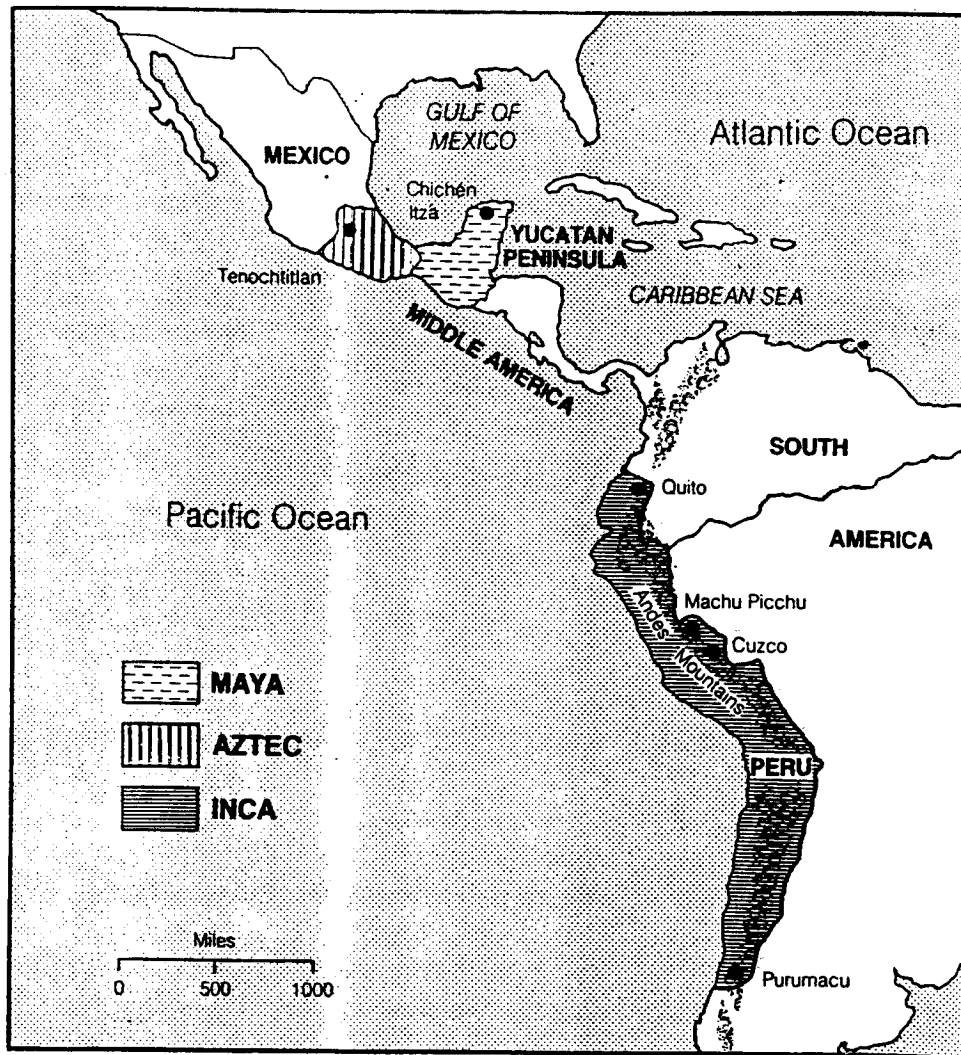 GULF OF
MEXICO
Atlantic Ocean
MEXICO
Chichén
Itzá
YUCATAN
PENINSULA
Tenochtitlan
CARIBBEAN SEA
MIDDLE AMERICA
SOUTH
Quito
Pacific Ocean
AMERICA
Machu Picchu
Andes
Cuzco
Mountains
MAYA
AZTEC
PERU
INCA
Miles
0 500 1000
Purumacu